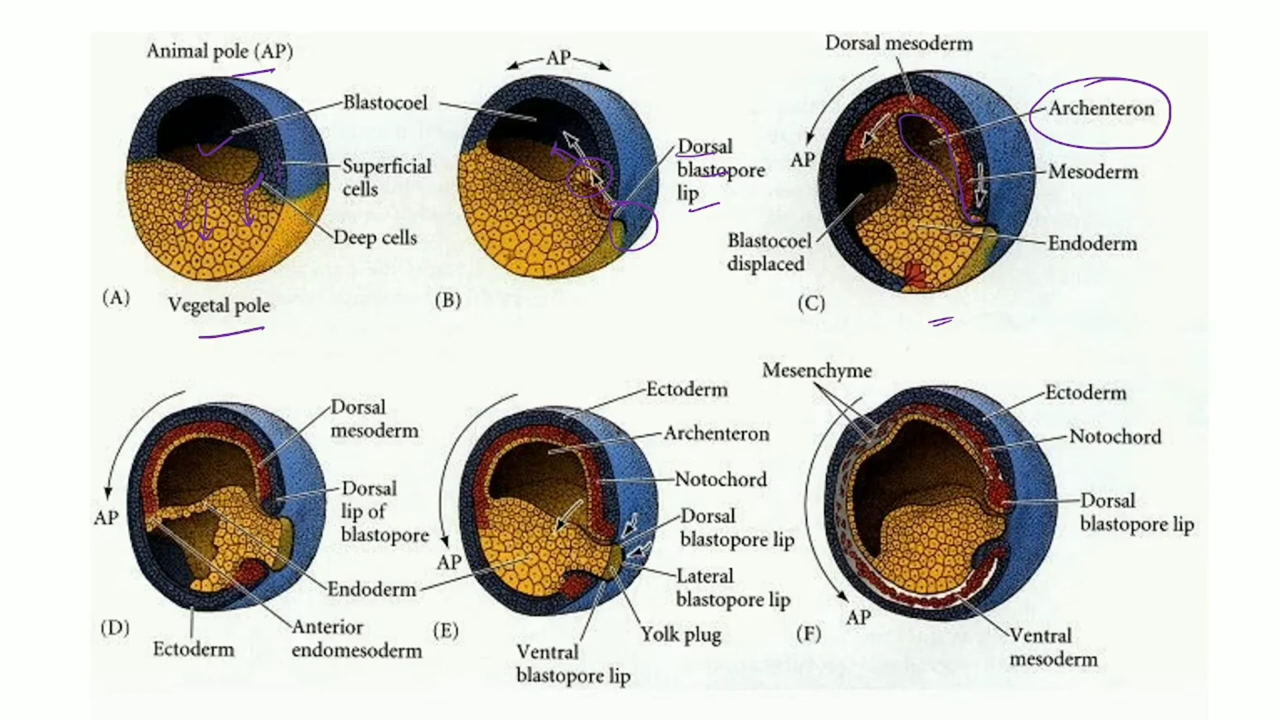 Animal pole (AP)
Blastocoel
Superficial
cells
Deep cells
(A)
Vegetal pole
AP
Dorsal
blastopore
lip
(B)
Dorsal mesoderm
Archenteron
AP
Mesoderm
Blastocoel
displaced
Endoderm
(C)
Dorsal
mesoderm
AP
Dorsal
lip of
blastopore
Endoderm
(D)
Ectoderm
Anterior
endomesoderm
Ectoderm
Archenteron
Notochord
Dorsal
blastopore lip
AP
Lateral
blastopore lip
(E)
Yolk plug
Ventral
blastopore lip
Mesenchyme
Ectoderm
Notochord
Dorsal
blastopore lip
AP
(F)
Ventral
mesoderm